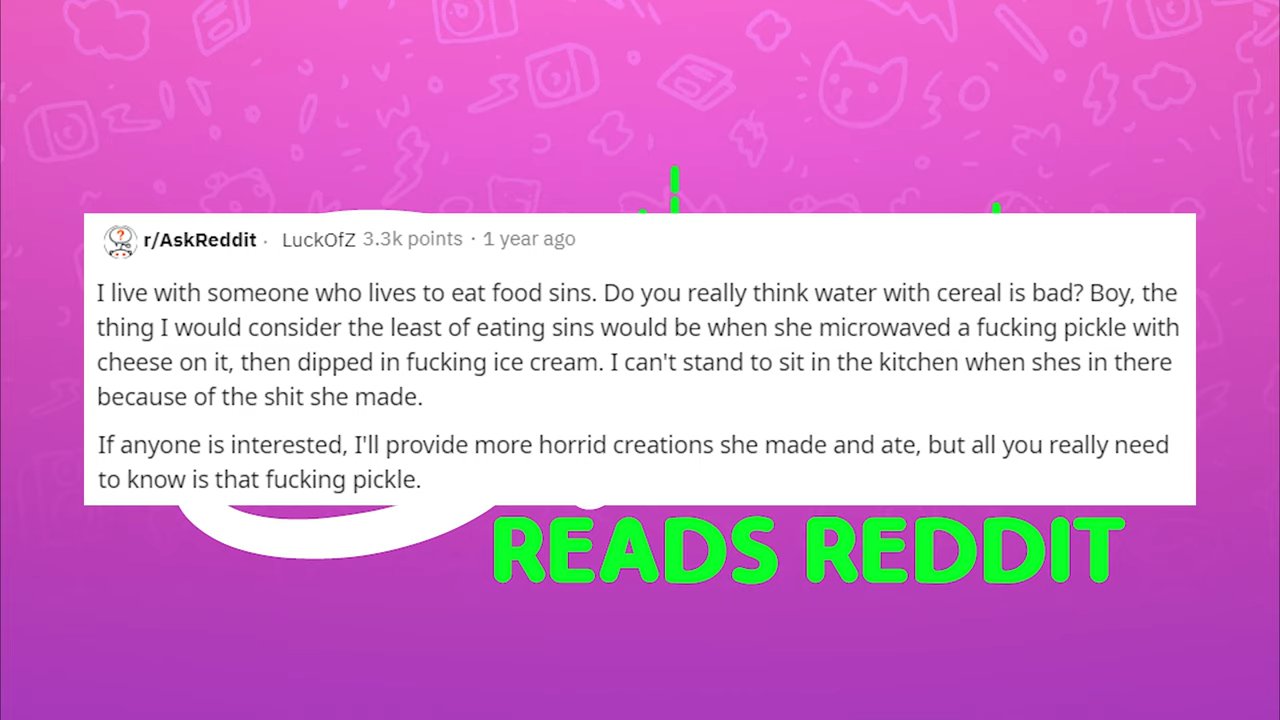 r/AskReddit · LuckOfZ 3.3k points · 1 year ago
I live with someone who lives to eat food sins. Do you really think water with cereal is bad? Boy, the
thing I would consider the least of eating sins would be when she microwaved a fucking pickle with
cheese on it, then dipped in fucking ice cream. I can't stand to sit in the kitchen when shes in there
because of the shit she made.
If anyone is interested, I'll provide more horrid creations she made and ate, but all you really need
to know is that fucking pickle.
READS REDDIT